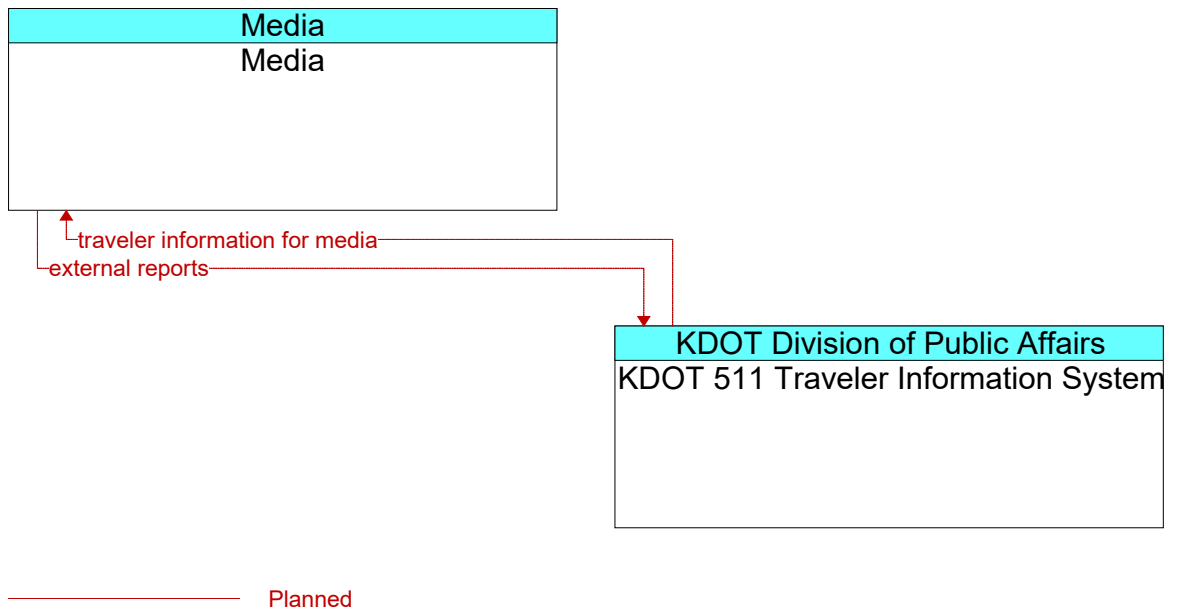 Media
Media
traveler information for media
external reports
KDOT Division of Public Affairs
KDOT 511 Traveler Information System
Planned